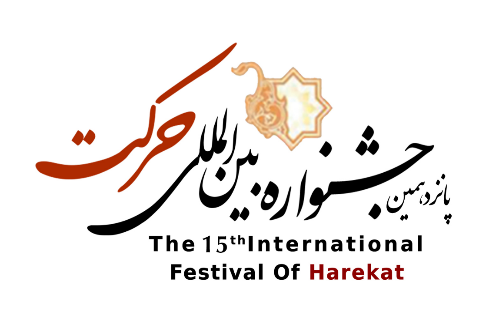 پانزدهمین جشنواره بین المللی حرکت
The 15thInternational
Festival Of Harekat